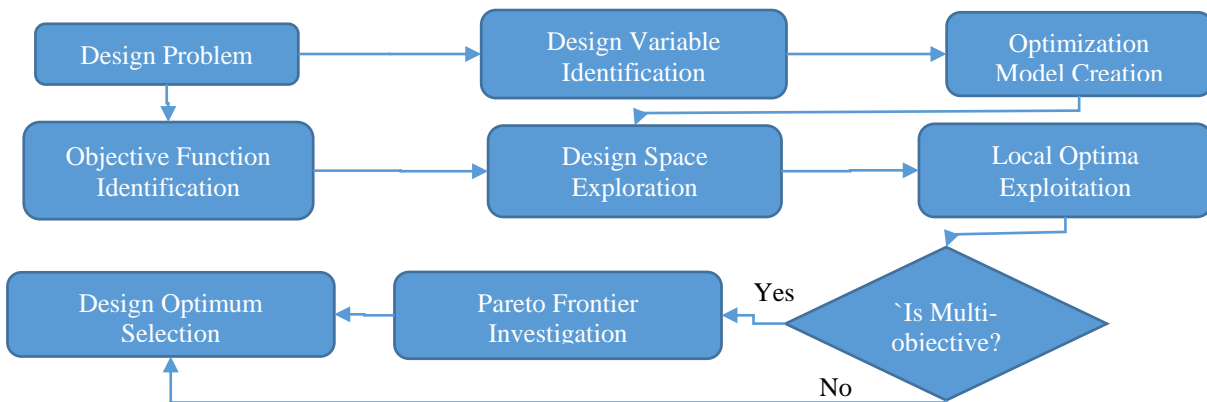 Design Problem
Design Variable
Identification
Optimization
Model Creation
Objective Function
Identification
Design Space
Exploration
Local Optima
Exploitation
Design Optimum
Selection
Pareto Frontier
Investigation
Yes
`Is Multi-
objective?
No